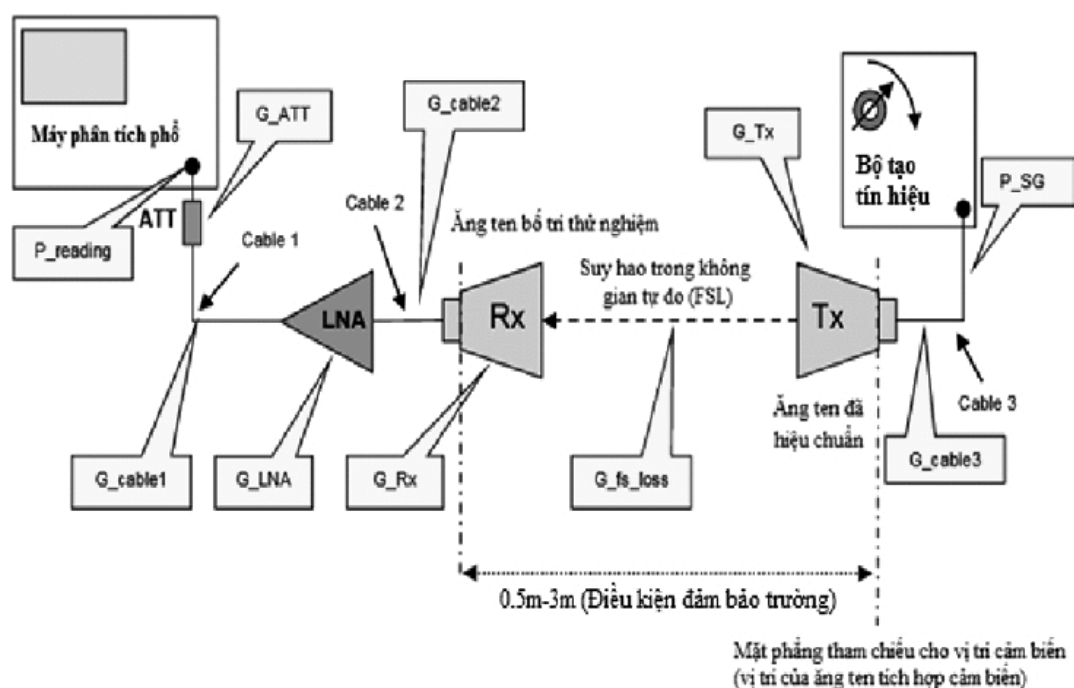 Máy phân tích phổ
G_ATT
G_cable2
G_Tx
Bộ tạo
tín hiệu
P_SG
ATT
P_reading
Cable 1
Cable 2
Ăng ten bố trí thử nghiệm
Suy hao trong không
gian tự do (FSL)
LNA
Rx
Tx
Ăng ten đã
hiệu chuẩn
Cable 3
G_cable1
G_LNA
G_Rx
G_fs_loss
G_cable3
0.5m-3m (Điều kiện đảm bảo trường)
Mặt phẳng tham chiếu cho vị trí cảm biến
(vị trí của ăng ten tích hợp cảm biến)